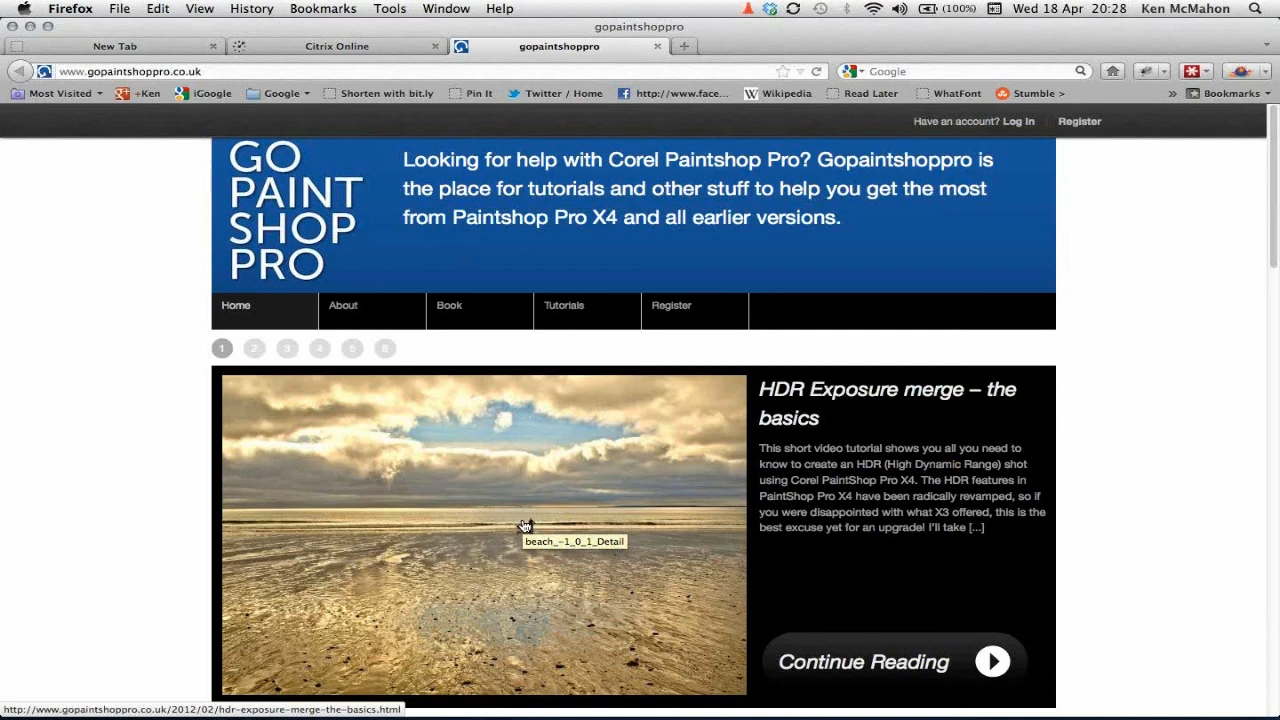 Firefox File Edit View History Bookmarks Tools Window Help (100%) Wed 18 Apr 20:28 Ken McMahon
gopaintshoppro
New Tab Citrix Online gopaintshoppro
www.gopaintshoppro.co.uk Google
Most Visited +Ken iGoogle Google Shorten with bit.ly Pin It Twitter / Home http://www.face... Wikipedia Read Later WhatFont Stumble > » Bookmarks
Have an account? Log In Register
GO
PAINT
SHOP
PRO
Looking for help with Corel Paintshop Pro? Gopaintshoppro is
the place for tutorials and other stuff to help you get the most
from Paintshop Pro X4 and all earlier versions.
Home About Book Tutorials Register
1 2 3 4 5 6
HDR Exposure merge – the
basics
This short video tutorial shows you all you need to
know to create an HDR (High Dynamic Range) shot
using Corel PaintShop Pro X4. The HDR features in
PaintShop Pro X4 have been radically revamped, so if
you were disappointed with what X3 offered, this is the
best excuse yet for an upgrade! I'll take [...]
beach_-1_0_1_Detail
Continue Reading
http://www.gopaintshoppro.co.uk/2012/02/hdr-exposure-merge-the-basics.html